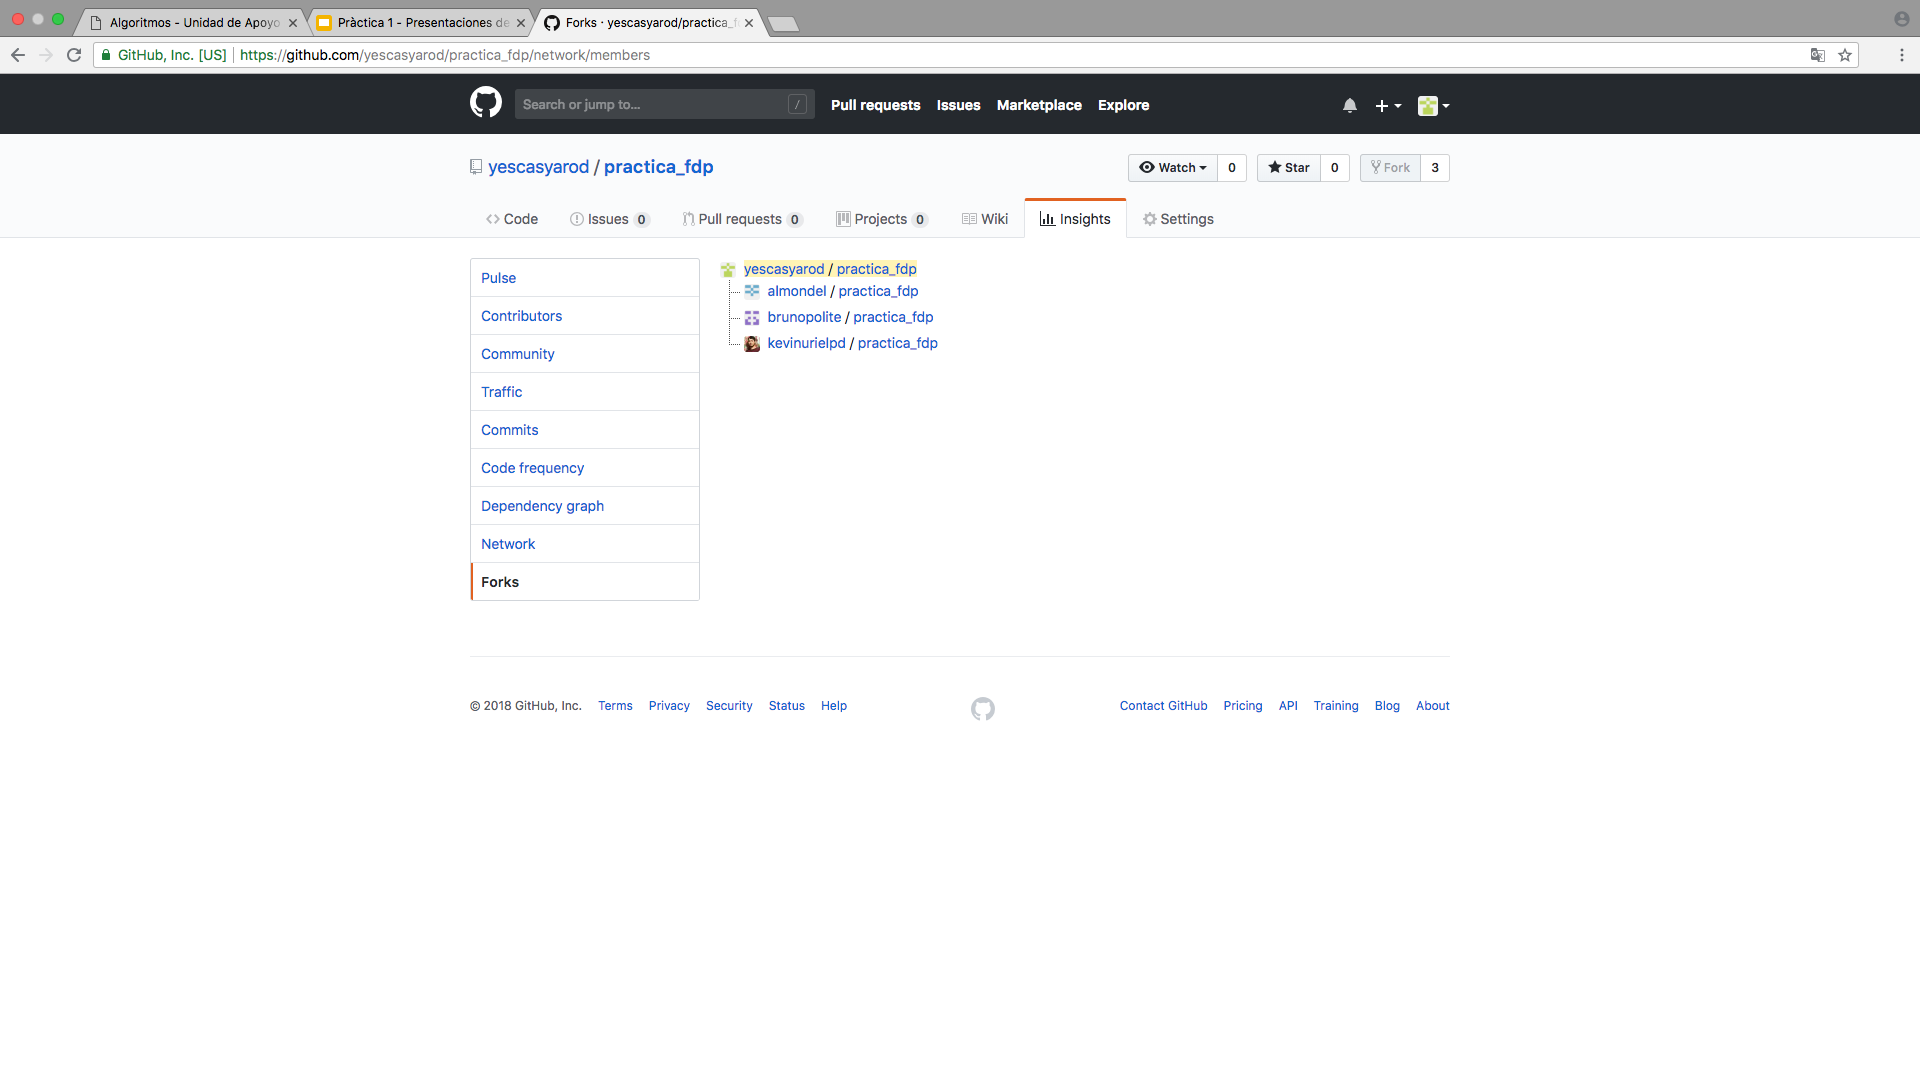 Algoritmos - Unidad de Apoyo
Pràctica 1 - Presentaciones de
Forks · yescasyarod/practica_f
GitHub, Inc. [US] https://github.com/yescasyarod/practica_fdp/network/members
Search or jump to... /
Pull requests Issues Marketplace Explore
yescasyarod / practica_fdp
Watch 0 Star 0 Fork 3
Code Issues 0 Pull requests 0 Projects 0 Wiki Insights Settings
Pulse
Contributors
Community
Traffic
Commits
Code frequency
Dependency graph
Network
Forks
yescasyarod / practica_fdp
almondel / practica_fdp
brunopolite / practica_fdp
kevinurielpd / practica_fdp
© 2018 GitHub, Inc. Terms Privacy Security Status Help
Contact GitHub Pricing API Training Blog About